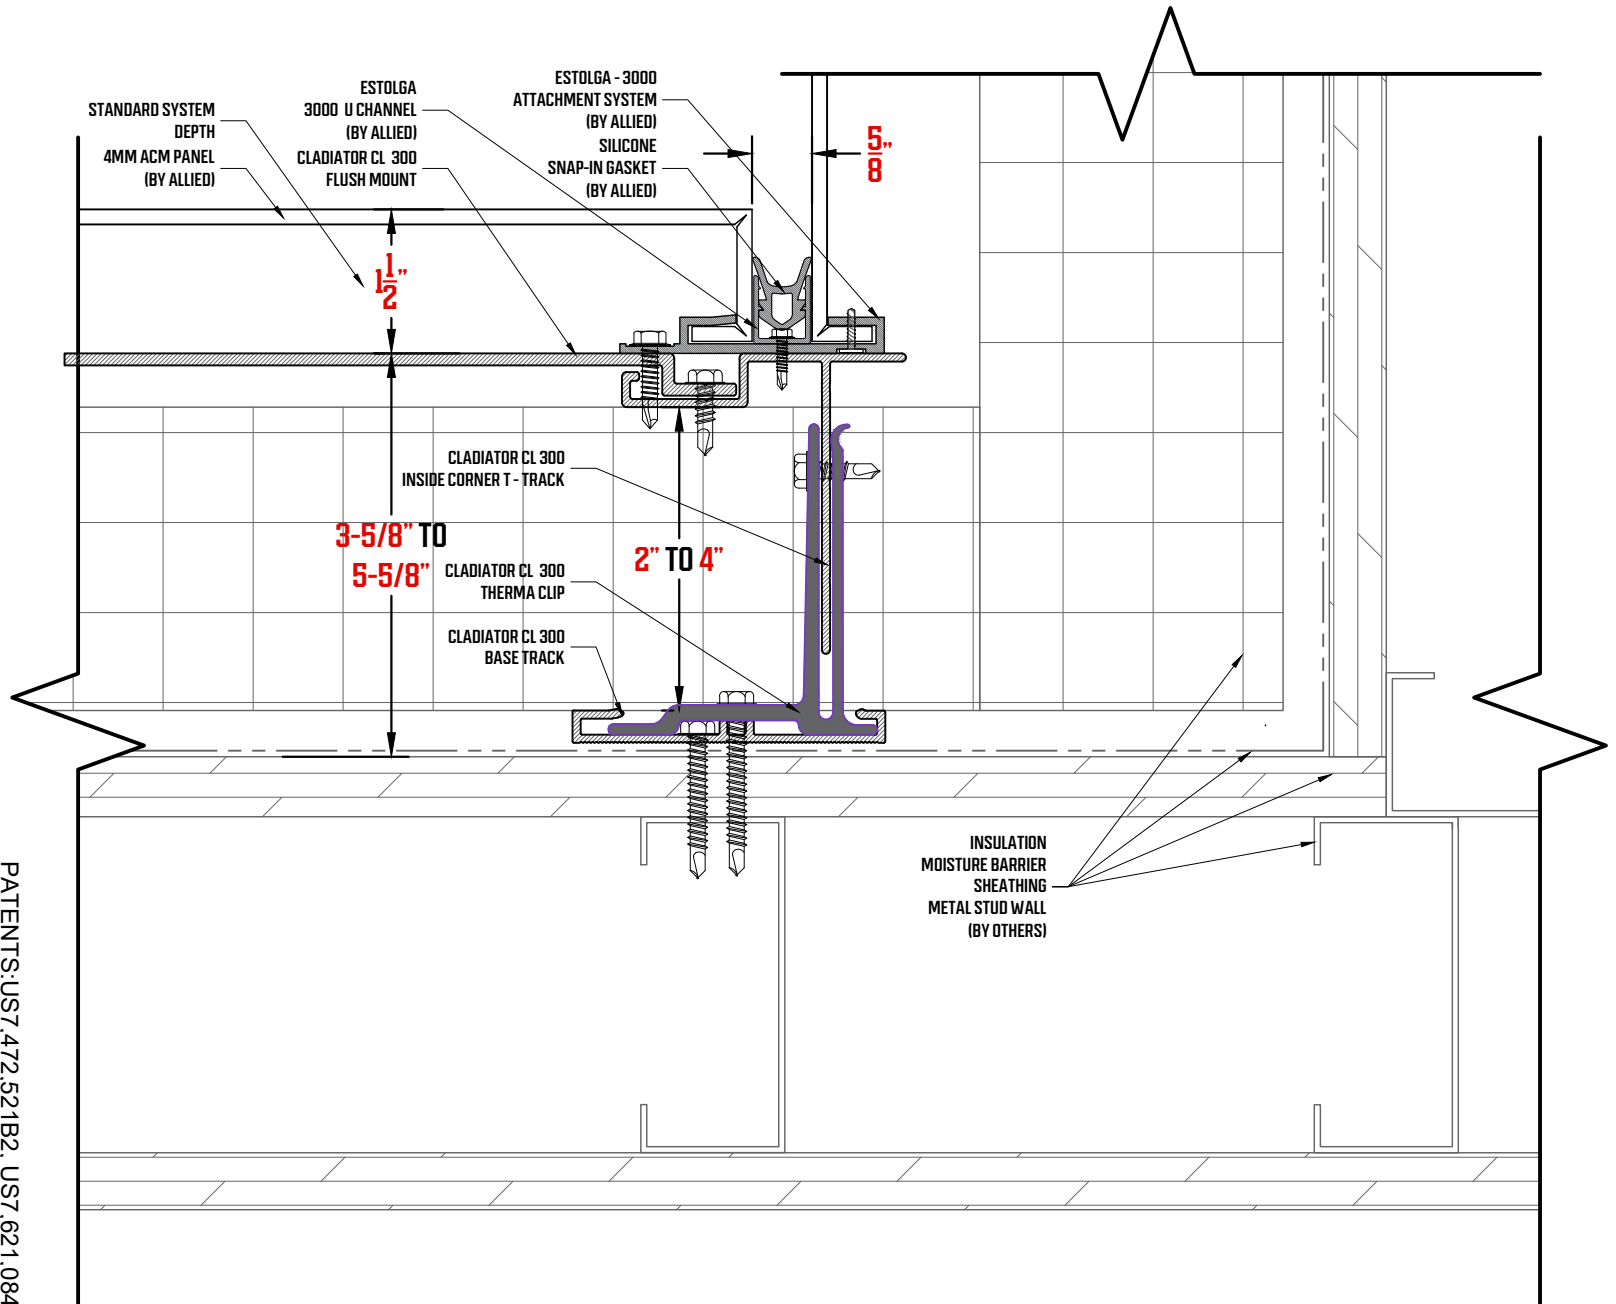 ESTOLGA - 3000
ATTACHMENT SYSTEM
(BY ALLIED)
SILICONE
SNAP-IN GASKET
(BY ALLIED)
ESTOLGA
3000 U CHANNEL
(BY ALLIED)
CLADIATOR CL 300
FLUSH MOUNT
STANDARD SYSTEM
DEPTH
4MM ACM PANEL
(BY ALLIED)
5/8"
1 1/2"
CLADIATOR CL 300
INSIDE CORNER T - TRACK
3-5/8" TO
5-5/8"
2" TO 4"
CLADIATOR CL 300
THERMA CLIP
CLADIATOR CL 300
BASE TRACK
INSULATION
MOISTURE BARRIER
SHEATHING
METAL STUD WALL
(BY OTHERS)
PATENTS:US7,472,521B2, US7,621,084